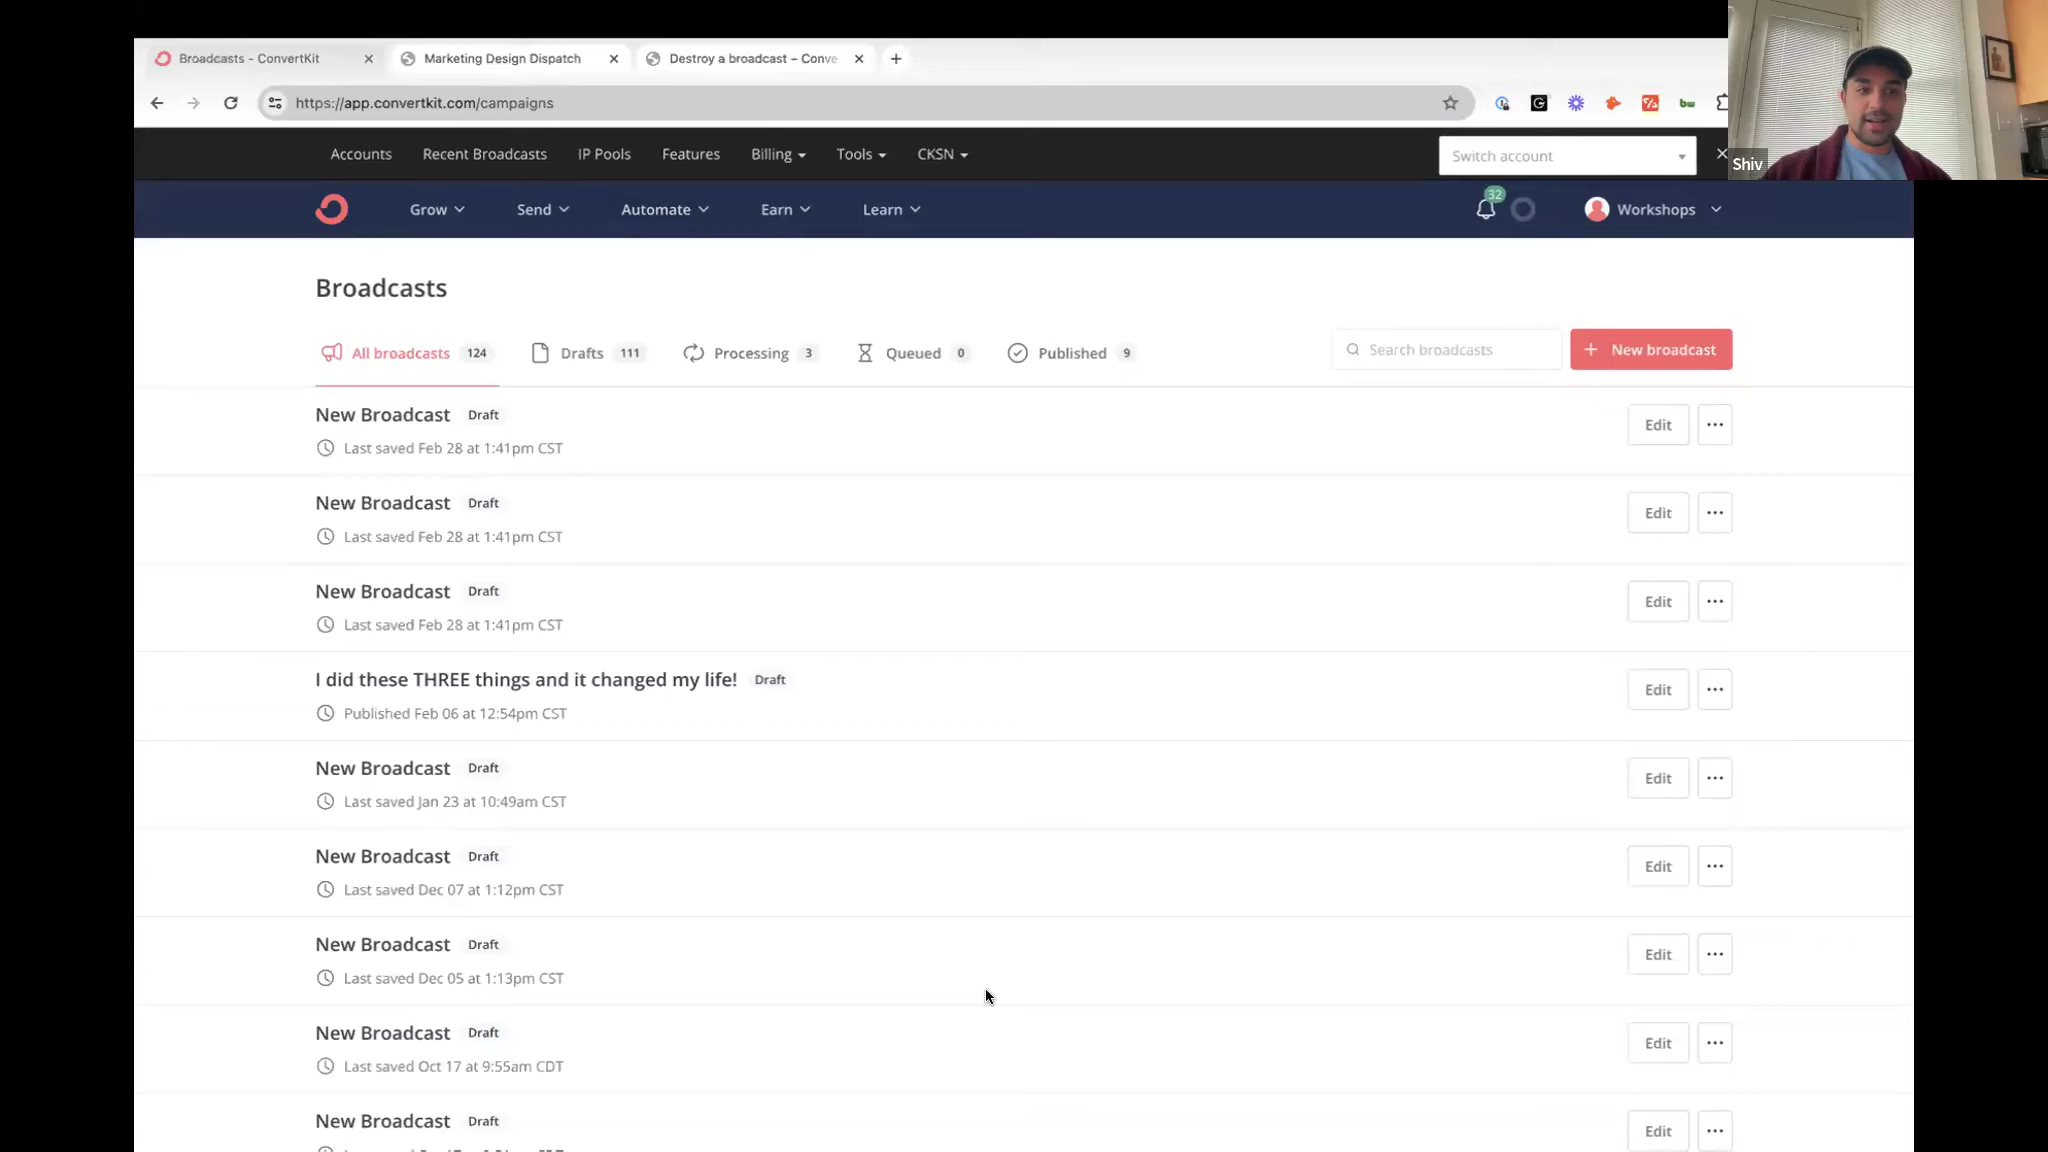 Broadcasts - ConvertKit
Marketing Design Dispatch
Destroy a broadcast – Conve
https://app.convertkit.com/campaigns
Accounts
Recent Broadcasts
IP Pools
Features
Billing
Tools
CKSN
Switch account
Shiv
Grow
Send
Automate
Earn
Learn
32
Workshops
Broadcasts
All broadcasts 124
Drafts 111
Processing 3
Queued 0
Published 9
Search broadcasts
+ New broadcast
New Broadcast Draft
Edit
Last saved Feb 28 at 1:41pm CST
New Broadcast Draft
Edit
Last saved Feb 28 at 1:41pm CST
New Broadcast Draft
Edit
Last saved Feb 28 at 1:41pm CST
I did these THREE things and it changed my life! Draft
Edit
Published Feb 06 at 12:54pm CST
New Broadcast Draft
Edit
Last saved Jan 23 at 10:49am CST
New Broadcast Draft
Edit
Last saved Dec 07 at 1:12pm CST
New Broadcast Draft
Edit
Last saved Dec 05 at 1:13pm CST
New Broadcast Draft
Edit
Last saved Oct 17 at 9:55am CDT
New Broadcast Draft
Edit